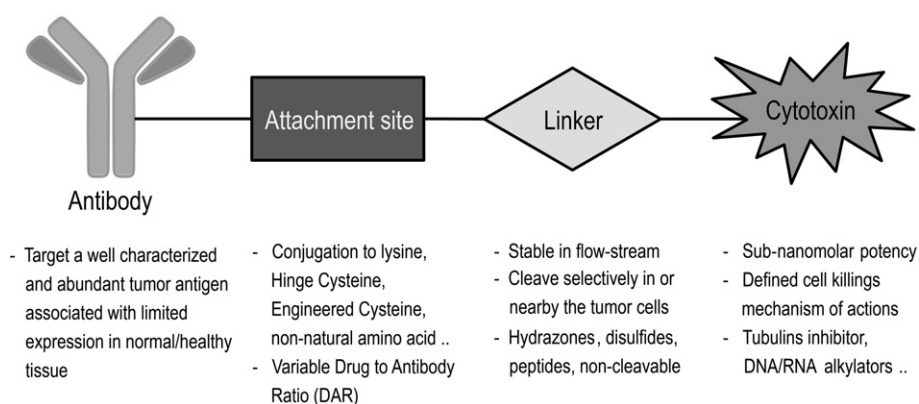 Attachment site
Linker
Cytotoxin
Antibody
- Target a well characterized
and abundant tumor antigen
associated with limited
expression in normal/healthy
tissue
- Conjugation to lysine,
Hinge Cysteine,
Engineered Cysteine,
non-natural amino acid ..
- Variable Drug to Antibody
Ratio (DAR)
- Stable in flow-stream
- Cleave selectively in or
nearby the tumor cells
- Hydrazones, disulfides,
peptides, non-cleavable
- Sub-nanomolar potency
- Defined cell killings
mechanism of actions
- Tubulins inhibitor,
DNA/RNA alkylators ..